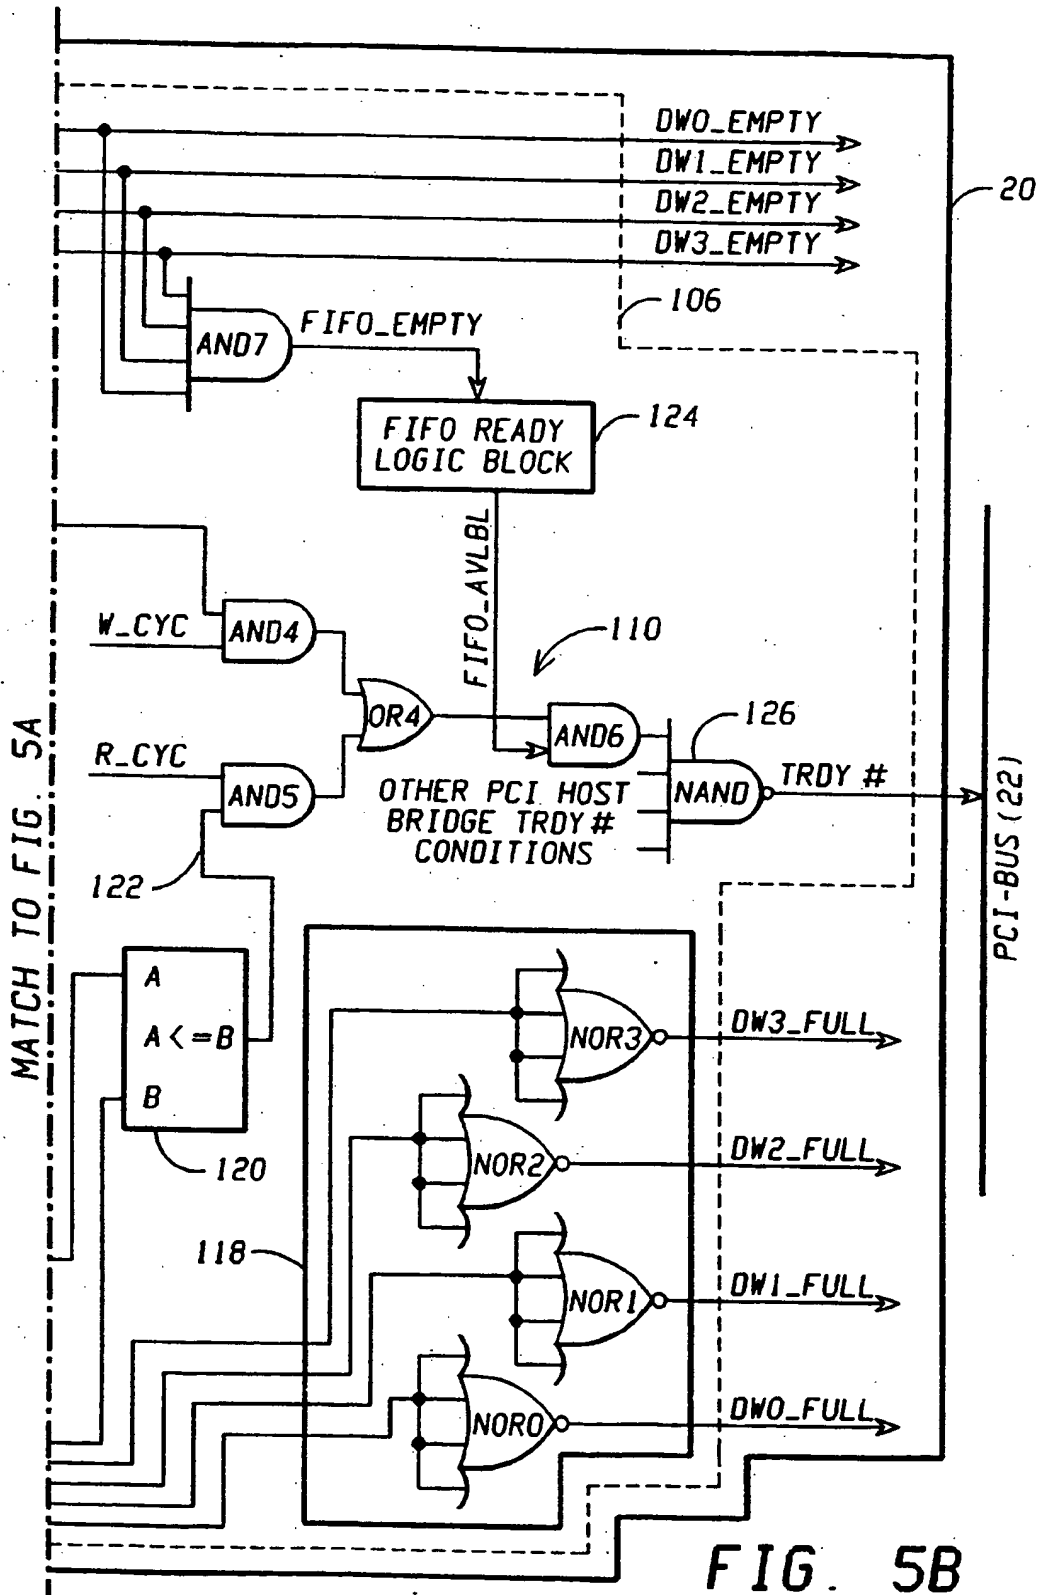 DW0_EMPTY
DW1_EMPTY
DW2_EMPTY
DW3_EMPTY
20
106
AND7
FIFO_EMPTY
FIFO READY
LOGIC BLOCK
124
FIFO_AVLBL
W_CYC
AND4
110
OR4
AND6
126
R_CYC
AND5
NAND
TRDY #
OTHER PCI HOST
BRIDGE TRDY #
CONDITIONS
PCI-BUS(22)
122
MATCH TO FIG. 5A
A
A<=B
B
120
118
NOR3
DW3_FULL
NOR2
DW2_FULL
NOR1
DW1_FULL
NOR0
DW0_FULL
FIG. 5B